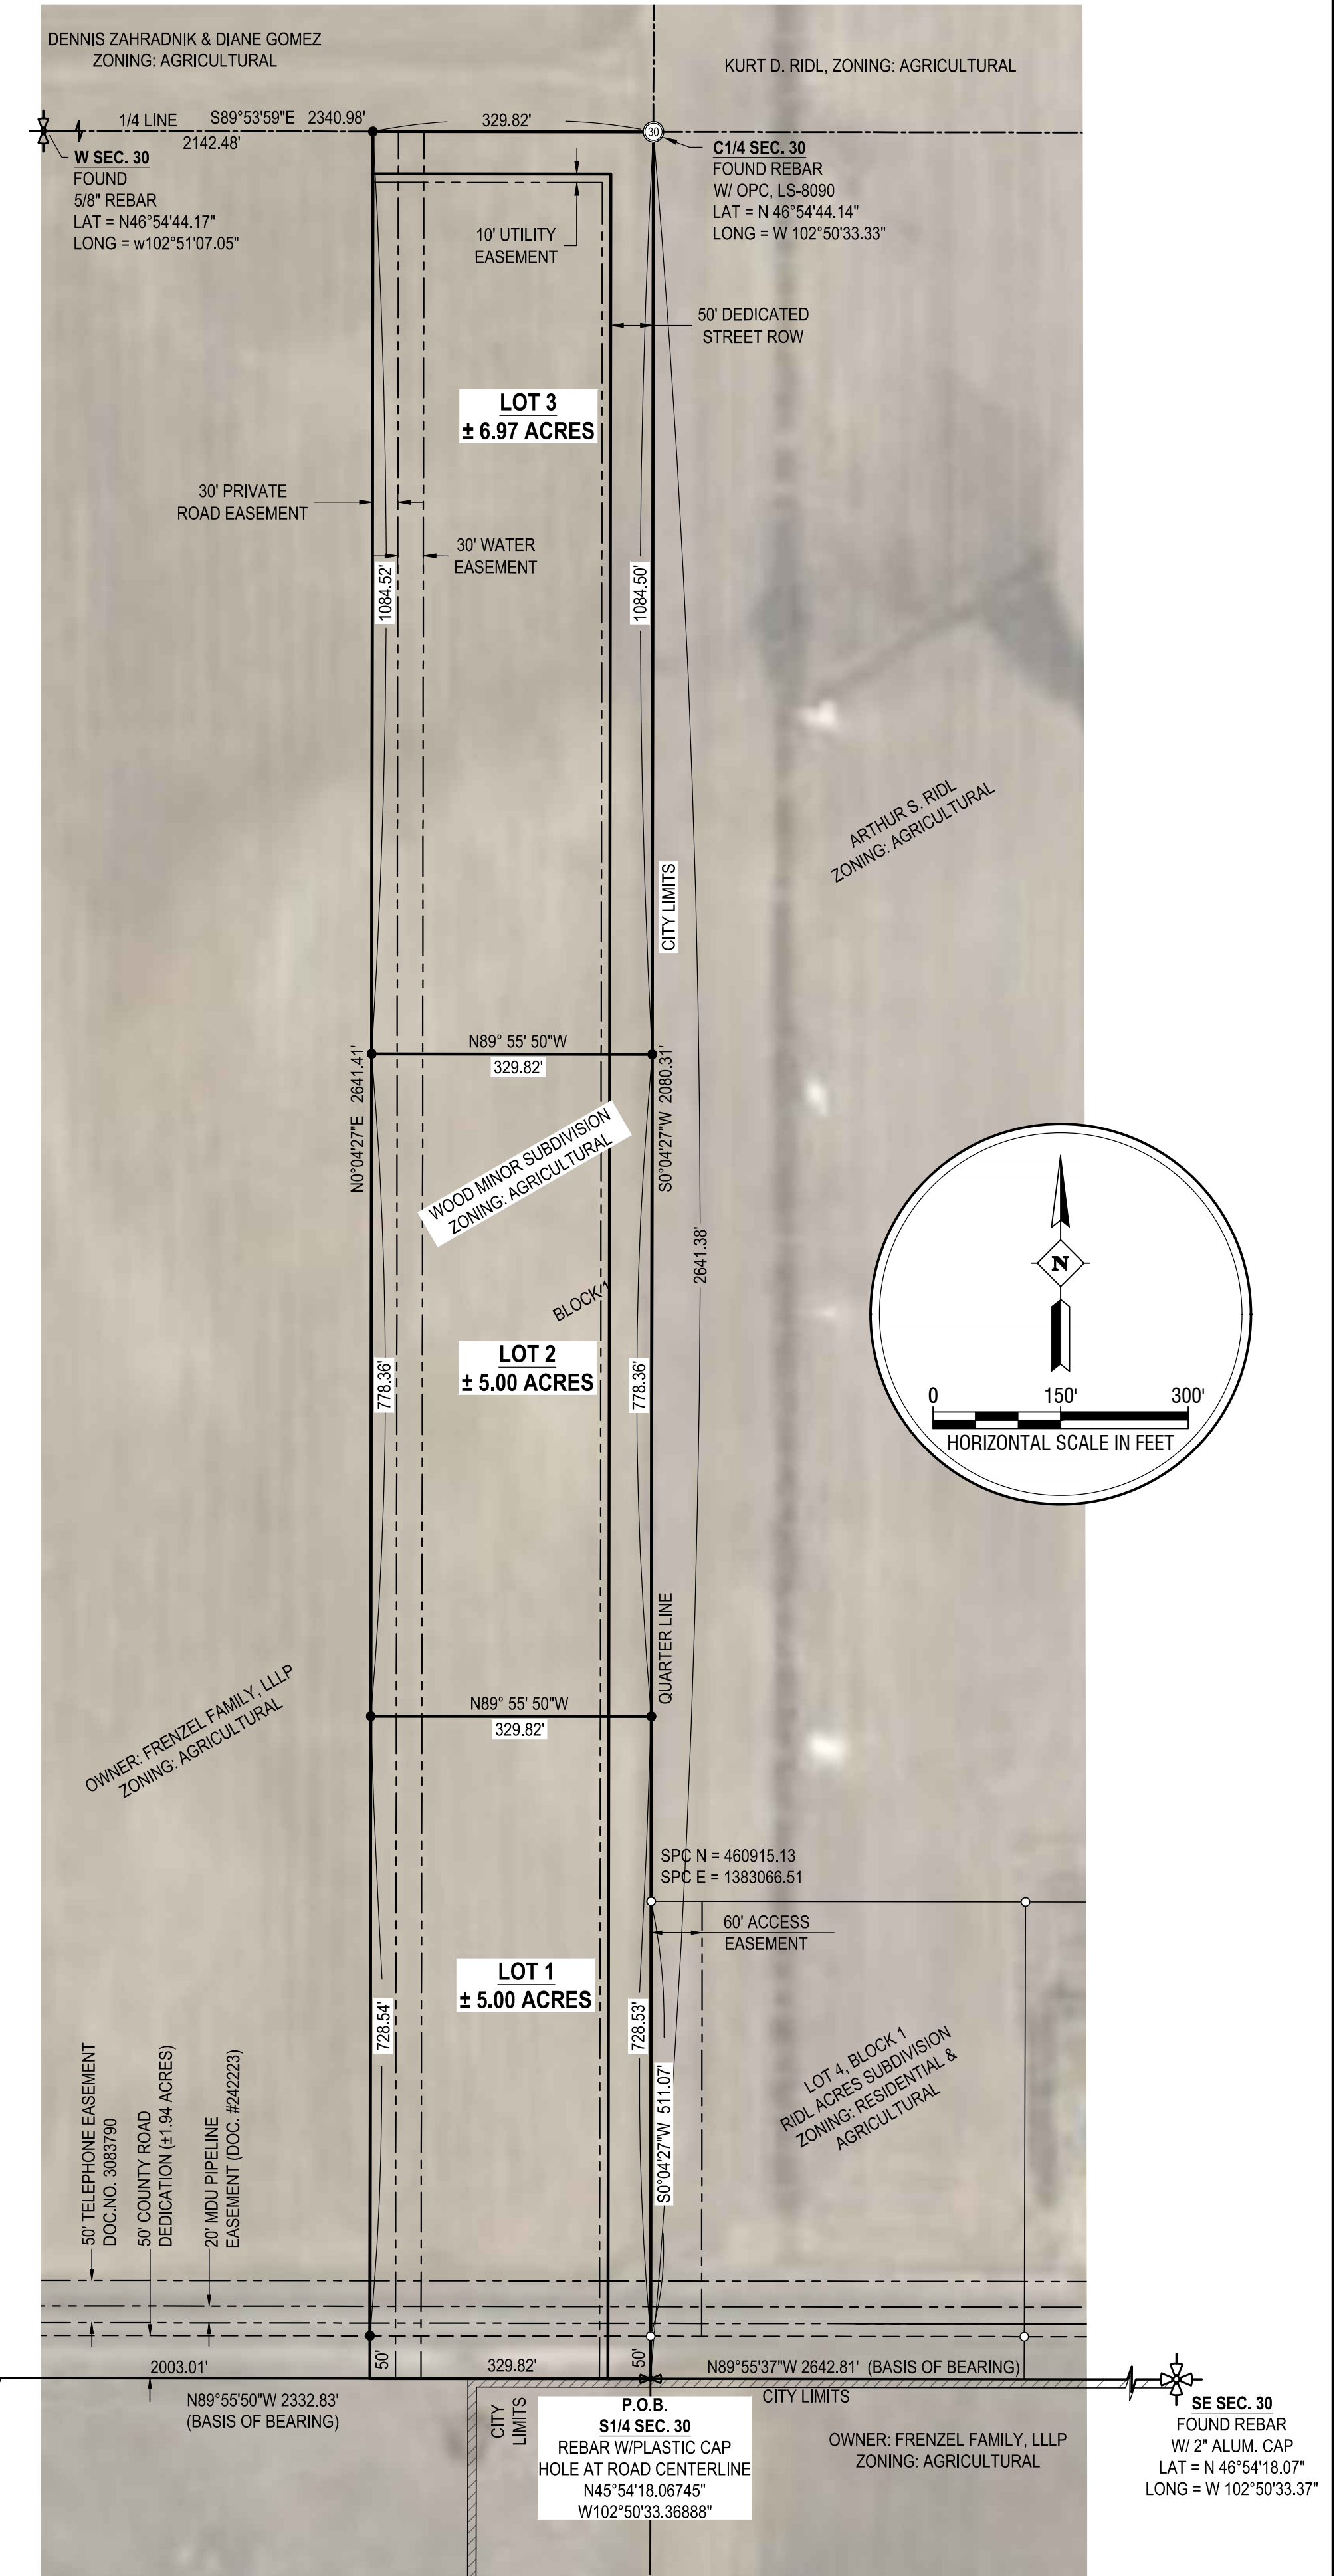 DENNIS ZAHRADNIK & DIANE GOMEZ
ZONING: AGRICULTURAL
KURT D. RIDL, ZONING: AGRICULTURAL
1/4 LINE
S89°53'59"E 2340.98'
2142.48'
329.82'
30
W SEC. 30
FOUND
5/8" REBAR
LAT = N46°54'44.17"
LONG = w102°51'07.05"
C1/4 SEC. 30
FOUND REBAR
W/ OPC, LS-8090
LAT = N 46°54'44.14"
LONG = W 102°50'33.33"
10' UTILITY
EASEMENT
50' DEDICATED
STREET ROW
LOT 3
± 6.97 ACRES
30' PRIVATE
ROAD EASEMENT
30' WATER
EASEMENT
1084.52'
1084.50'
ARTHUR S. RIDL
ZONING: AGRICULTURAL
CITY LIMITS
N89° 55' 50"W
329.82'
N0°04'27"E 2641.41'
S0°04'27"W 2080.31'
WOOD MINOR SUBDIVISION
ZONING: AGRICULTURAL
2641.38'
BLOCK 1
LOT 2
± 5.00 ACRES
778.36'
778.36'
N
0
150'
300'
HORIZONTAL SCALE IN FEET
QUARTER LINE
OWNER: FRENZEL FAMILY, LLLP
ZONING: AGRICULTURAL
N89° 55' 50"W
329.82'
SPC N = 460915.13
SPC E = 1383066.51
60' ACCESS
EASEMENT
LOT 1
± 5.00 ACRES
728.54'
728.53'
S0°04'27"W 511.07'
LOT 4, BLOCK 1
RIDL ACRES SUBDIVISION
ZONING: RESIDENTIAL &
AGRICULTURAL
50' TELEPHONE EASEMENT
DOC.NO. 3083790
50' COUNTY ROAD
DEDICATION (±1.94 ACRES)
20' MDU PIPELINE
EASEMENT (DOC. #242223)
50'
50'
2003.01'
329.82'
N89°55'37"W 2642.81' (BASIS OF BEARING)
N89°55'50"W 2332.83'
(BASIS OF BEARING)
CITY
LIMITS
CITY LIMITS
P.O.B.
S1/4 SEC. 30
REBAR W/PLASTIC CAP
HOLE AT ROAD CENTERLINE
N45°54'18.06745"
W102°50'33.36888"
OWNER: FRENZEL FAMILY, LLLP
ZONING: AGRICULTURAL
SE SEC. 30
FOUND REBAR
W/ 2" ALUM. CAP
LAT = N 46°54'18.07"
LONG = W 102°50'33.37"